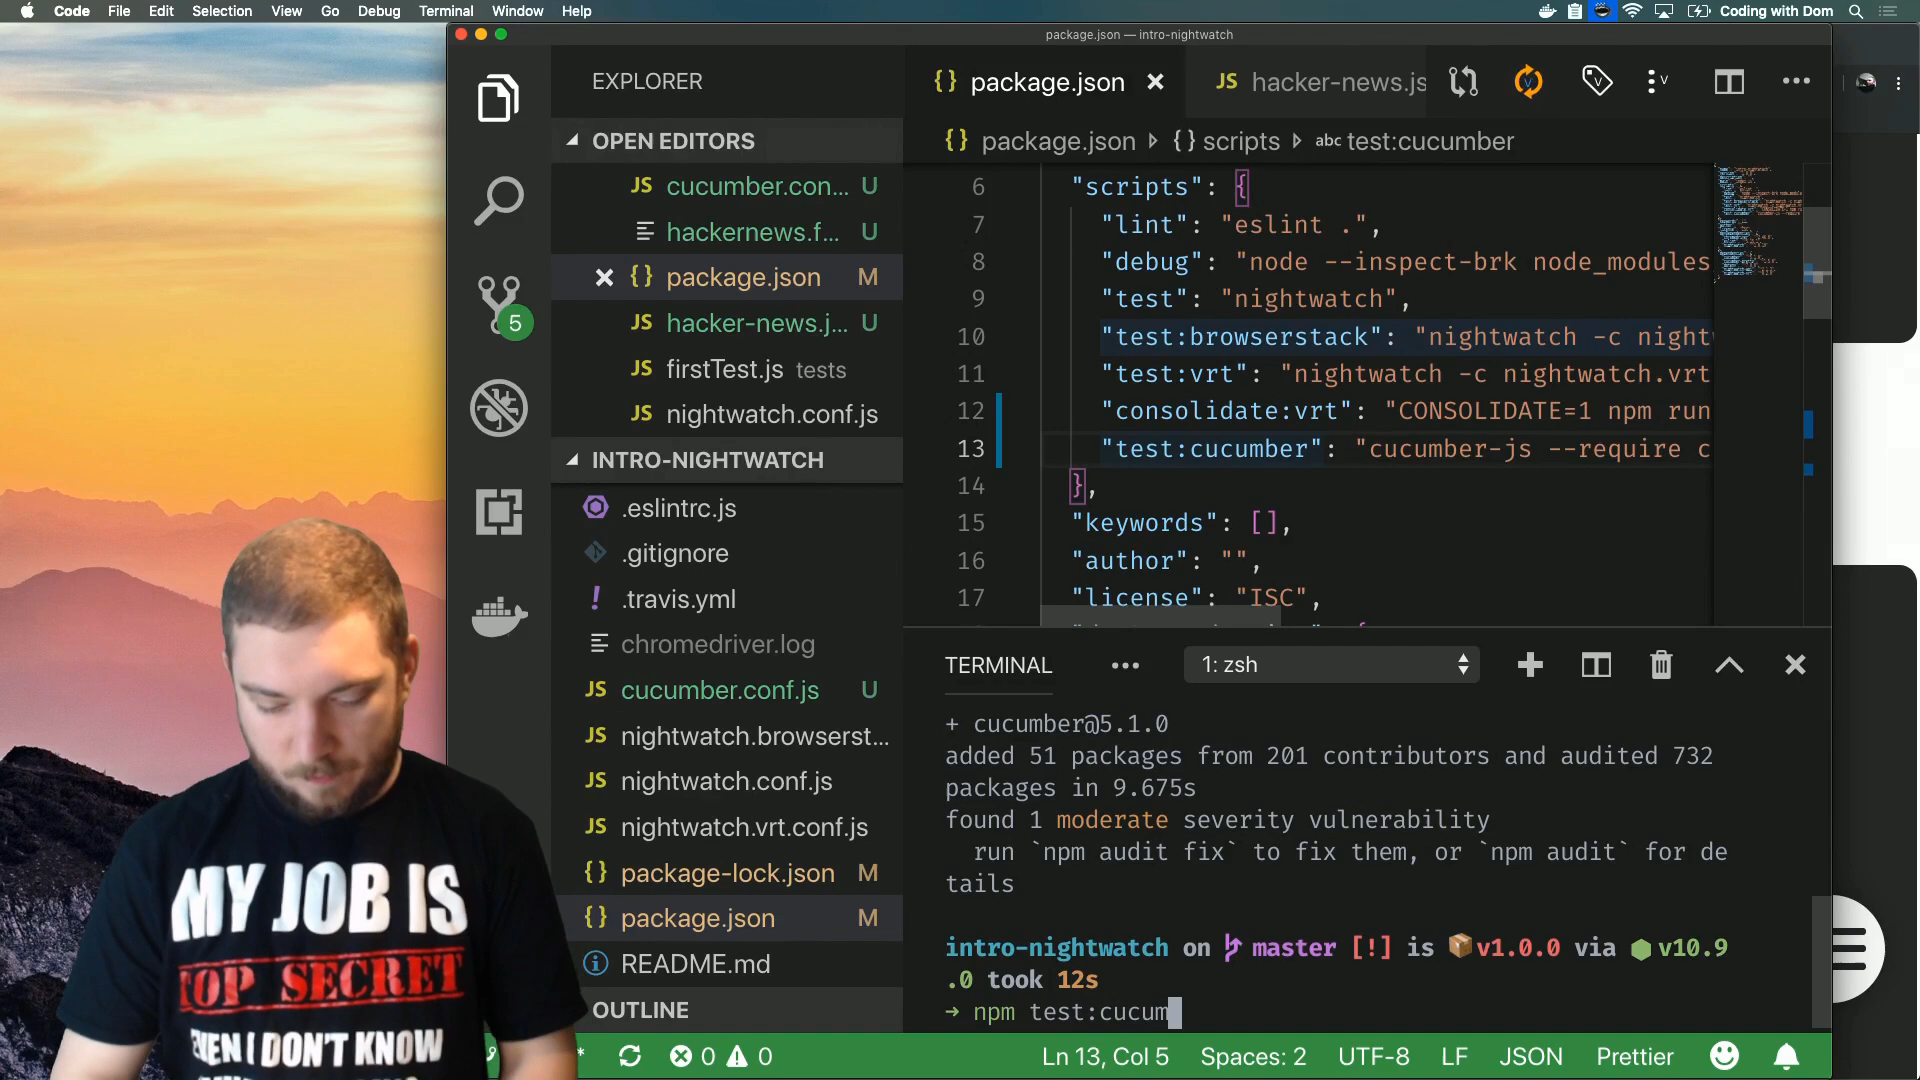 Code File Edit Selection View Go Debug Terminal Window Help
Coding with Dom
package.json — intro-nightwatch
EXPLORER
OPEN EDITORS
JS cucumber.con... U
hackernews.f... U
{} package.json M
JS hacker-news.j... U
JS firstTest.js tests
JS nightwatch.conf.js
INTRO-NIGHTWATCH
.eslintrc.js
.gitignore
! .travis.yml
chromedriver.log
JS cucumber.conf.js U
JS nightwatch.browserst...
JS nightwatch.conf.js
JS nightwatch.vrt.conf.js
{} package-lock.json M
{} package.json M
README.md
OUTLINE
5
{} package.json
JS hacker-news.js
{} package.json {} scripts abc test:cucumber
6 "scripts": {
7 "lint": "eslint .",
8 "debug": "node --inspect-brk node_modules
9 "test": "nightwatch",
10 "test:browserstack": "nightwatch -c night
11 "test:vrt": "nightwatch -c nightwatch.vrt
12 "consolidate:vrt": "CONSOLIDATE=1 npm run
13 "test:cucumber": "cucumber-js --require c
14 },
15 "keywords": [],
16 "author": "",
17 "license": "ISC",
TERMINAL ... 1: zsh
+ cucumber@5.1.0
added 51 packages from 201 contributors and audited 732
packages in 9.675s
found 1 moderate severity vulnerability
run `npm audit fix` to fix them, or `npm audit` for de
tails
intro-nightwatch on master [!] is v1.0.0 via v10.9
.0 took 12s
→ npm test:cucum
* 0 0
Ln 13, Col 5 Spaces: 2 UTF-8 LF JSON Prettier
MY JOB IS
TOP SECRET
EVEN I DON'T KNOW